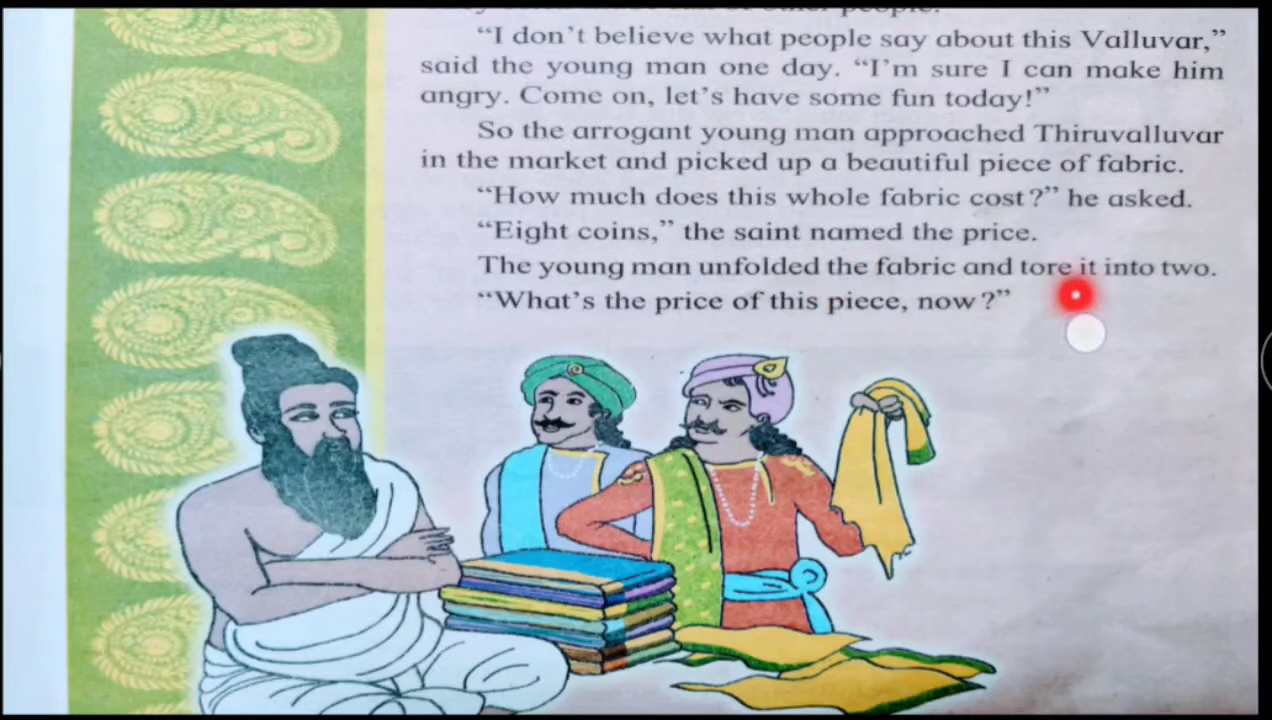 other people.
“I don’t believe what people say about this Valluvar,”
said the young man one day. “I’m sure I can make him
angry. Come on, let’s have some fun today!”
So the arrogant young man approached Thiruvalluvar
in the market and picked up a beautiful piece of fabric.
“How much does this whole fabric cost?” he asked.
“Eight coins,” the saint named the price.
The young man unfolded the fabric and tore it into two.
“What’s the price of this piece, now?”